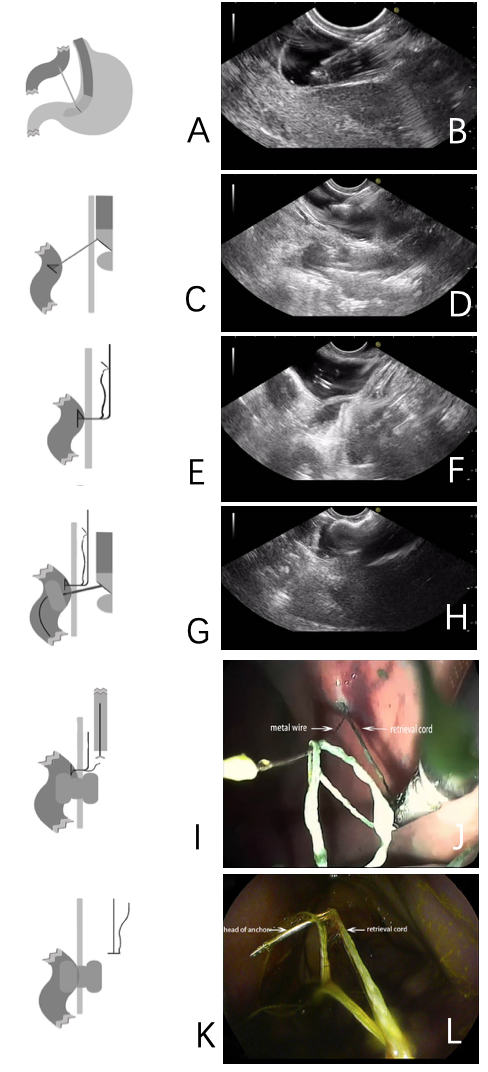 A
B
C
D
E
F
G
H
metal wire
retrieval cord
I
J
head of anchor
retrieval cord
K
L